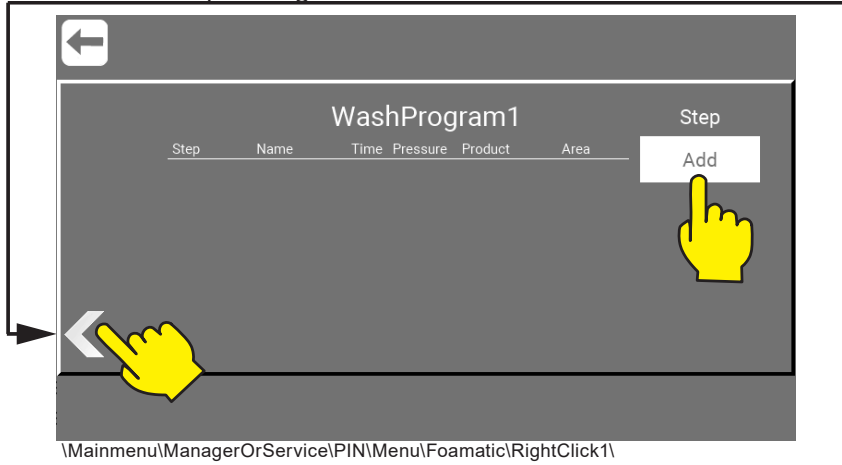 WashProgram1
Step
Step Name Time Pressure Product Area
Add
\Mainmenu\ManagerOrService\PIN\Menu\Foamatic\RightClick1\